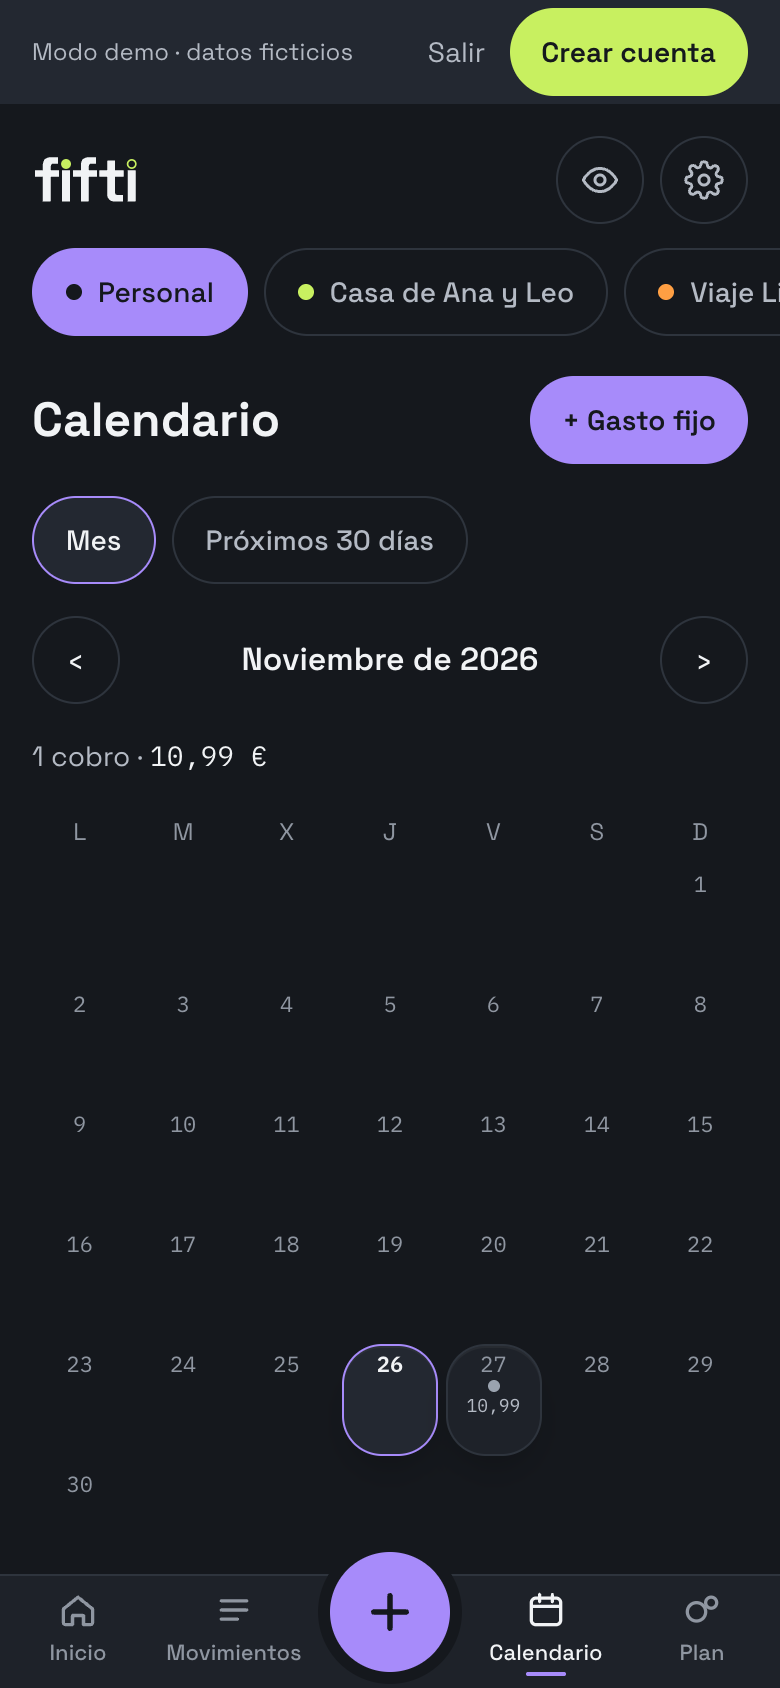 Modo demo · datos ficticios Salir Crear cuenta
fifti
Personal Casa de Ana y Leo Viaje Li
Calendario + Gasto fijo
Mes Próximos 30 días
< Noviembre de 2026 >
1 cobro · 10,99 €
L M X J V S D
1
2 3 4 5 6 7 8
9 10 11 12 13 14 15
16 17 18 19 20 21 22
23 24 25 26 27 28 29
10,99
30
Inicio Movimientos + Calendario Plan